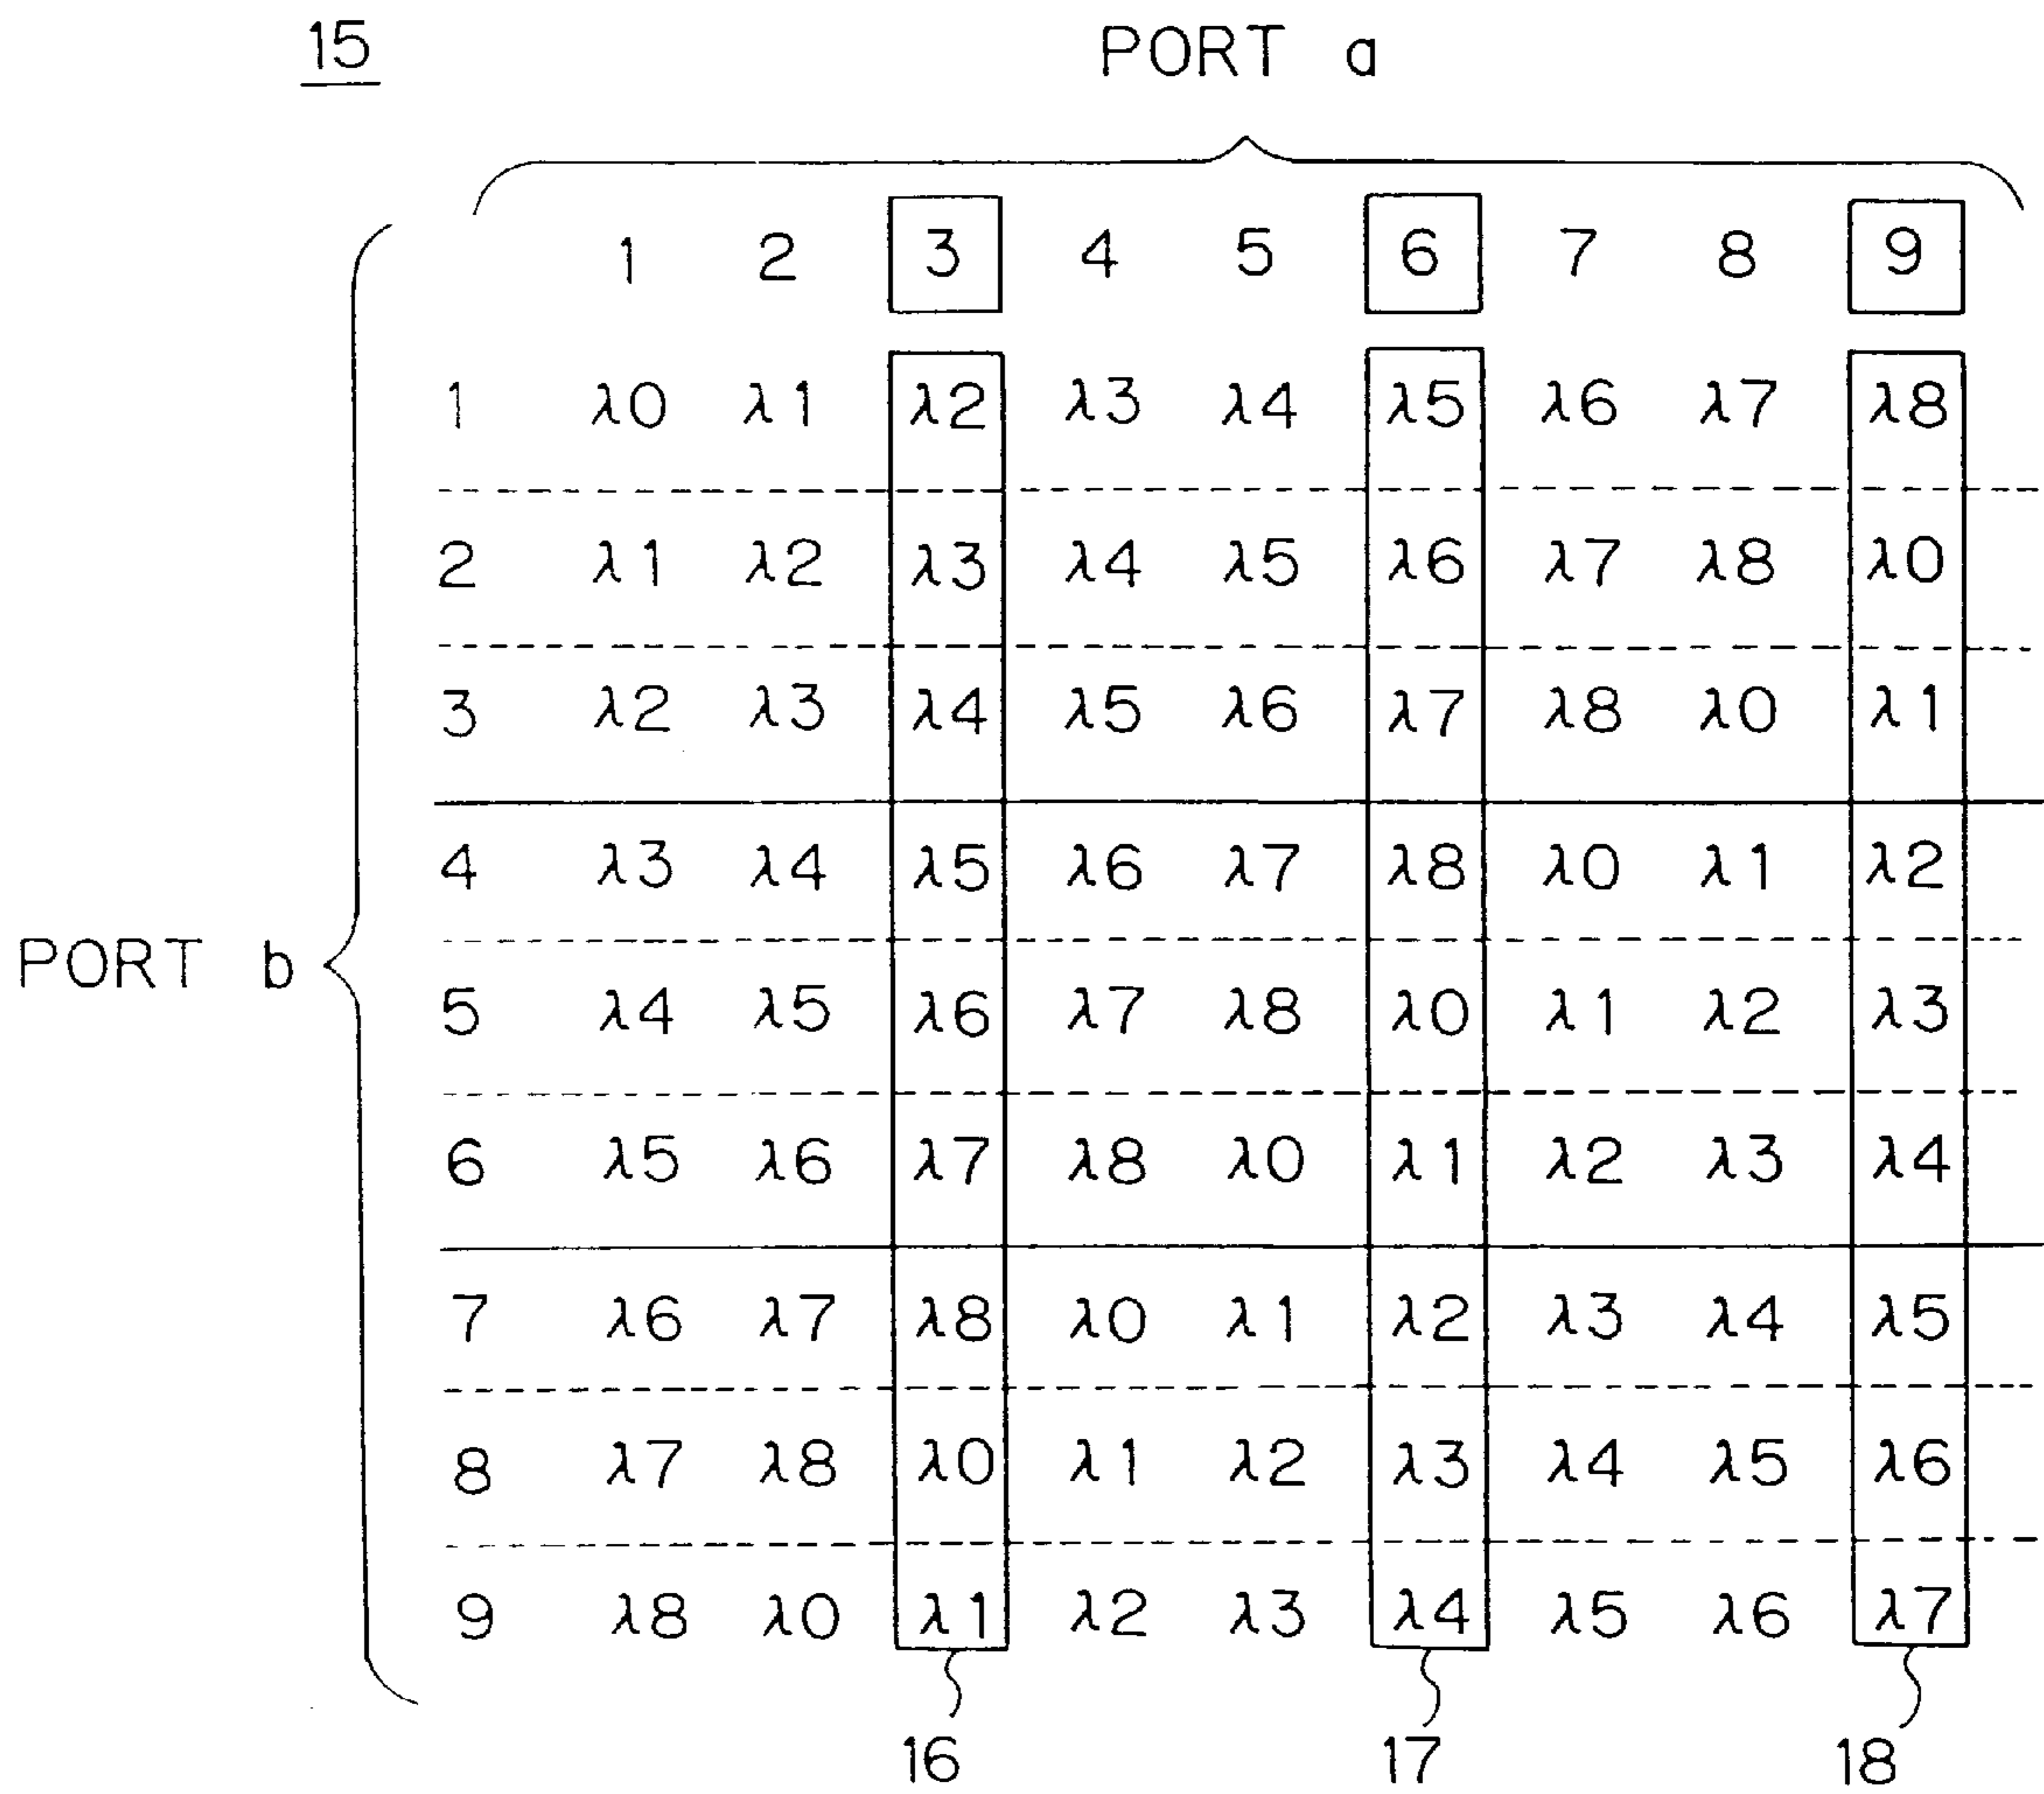 15 PORT a
1 2 3 4 5 6 7 8 9
1 λ0 λ1 λ2 λ3 λ4 λ5 λ6 λ7 λ8
2 λ1 λ2 λ3 λ4 λ5 λ6 λ7 λ8 λ0
3 λ2 λ3 λ4 λ5 λ6 λ7 λ8 λ0 λ1
4 λ3 λ4 λ5 λ6 λ7 λ8 λ0 λ1 λ2
PORT b
5 λ4 λ5 λ6 λ7 λ8 λ0 λ1 λ2 λ3
6 λ5 λ6 λ7 λ8 λ0 λ1 λ2 λ3 λ4
7 λ6 λ7 λ8 λ0 λ1 λ2 λ3 λ4 λ5
8 λ7 λ8 λ0 λ1 λ2 λ3 λ4 λ5 λ6
9 λ8 λ0 λ1 λ2 λ3 λ4 λ5 λ6 λ7
16 17 18